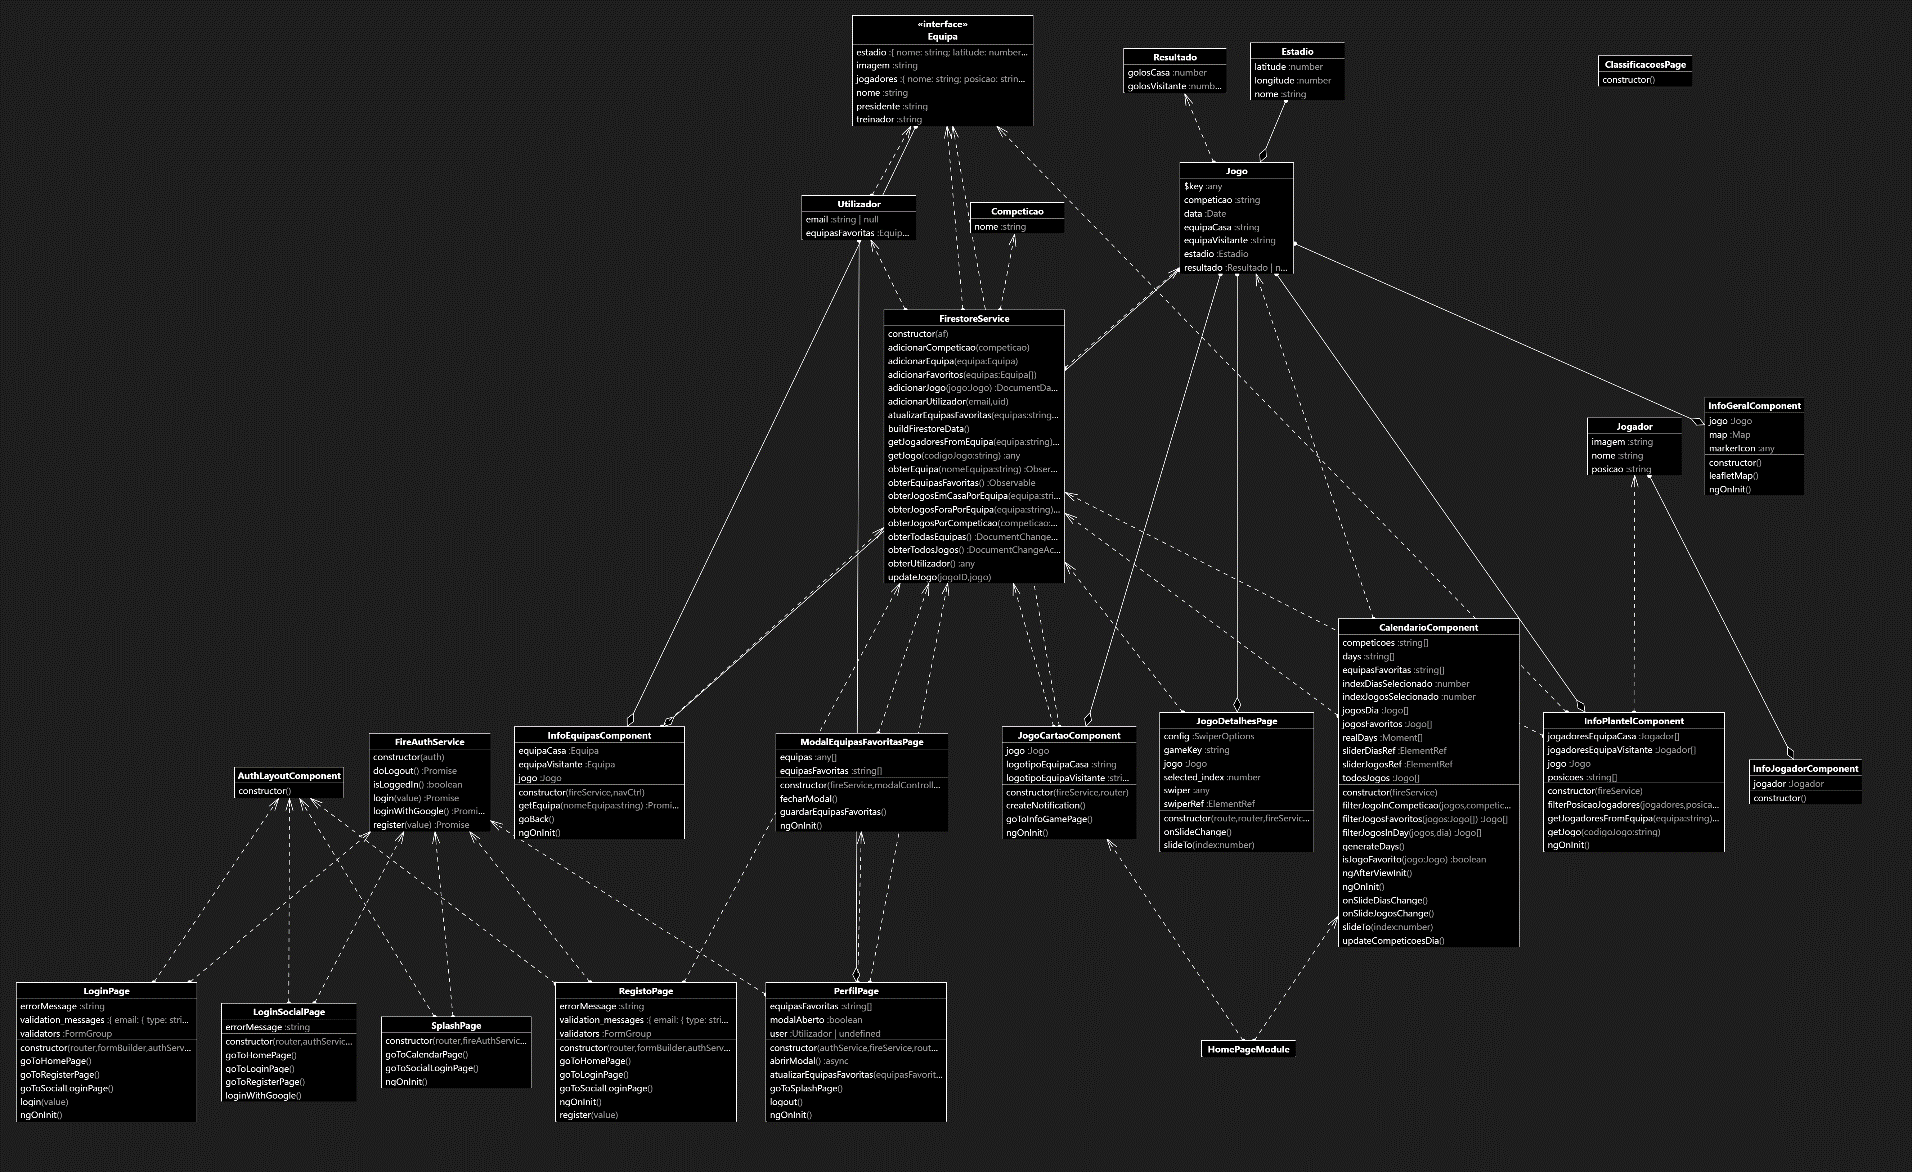 «interface»
Equipa
estadio :{ nome: string; latitude: number...
imagem :string
jogadores :{ nome: string; posicao: strin...
nome :string
presidente :string
treinador :string
Resultado
golosCasa :number
golosVisitante :numb...
Estadio
latitude :number
longitude :number
nome :string
ClassificacoesPage
constructor()
Utilizador
email :string | null
equipasFavoritas :Equip...
Competicao
nome :string
Jogo
$key :any
competicao :string
data :Date
equipaCasa :string
equipaVisitante :string
estadio :Estadio
resultado :Resultado | n...
FirestoreService
constructor(af)
adicionarCompeticao(competicao)
adicionarEquipa(equipa:Equipa)
adicionarFavoritos(equipas:Equipa[])
adicionarJogo(jogo:Jogo) :DocumentDa...
adicionarUtilizador(email,uid)
atualizarEquipasFavoritas(equipas:string...
buildFirestoreData()
getJogadoresFromEquipa(equipa:string)...
getJogo(codigoJogo:string) :any
obterEquipa(nomeEquipa:string) :Obser...
obterEquipasFavoritas() :Observable
obterJogosEmCasaPorEquipa(equipa:stri...
obterJogosForaPorEquipa(equipa:string)...
obterJogosPorCompeticao(competicao:...
obterTodasEquipas() :DocumentChange...
obterTodosJogos() :DocumentChangeAc...
obterUtilizador() :any
updateJogo(jogoID,jogo)
Jogador
imagem :string
nome :string
posicao :string
InfoGeralComponent
jogo :Jogo
map :Map
markerIcon :any
constructor()
leafletMap()
ngOnInit()
AuthLayoutComponent
constructor()
FireAuthService
constructor(auth)
doLogout() :Promise
isLoggedIn() :boolean
login(value) :Promise
loginWithGoogle() :Promi...
register(value) :Promise
InfoEquipasComponent
equipaCasa :Equipa
equipaVisitante :Equipa
jogo :Jogo
constructor(fireService,navCtrl)
getEquipa(nomeEquipa:string) :Promi...
goBack()
ngOnInit()
ModalEquipasFavoritasPage
equipas :any[]
equipasFavoritas :string[]
constructor(fireService,modalControll...
fecharModal()
guardarEquipasFavoritas()
ngOnInit()
JogoCartaoComponent
jogo :Jogo
logotipoEquipaCasa :string
logotipoEquipaVisitante :stri...
constructor(fireService,router)
createNotification()
goToInfoGamePage()
ngOnInit()
JogoDetalhesPage
config :SwiperOptions
gameKey :string
jogo :Jogo
selected_index :number
swiper :any
swiperRef :ElementRef
constructor(route,router,fireServic...
onSlideChange()
slideTo(index:number)
CalendarioComponent
competicoes :string[]
days :string[]
equipasFavoritas :string[]
indexDiasSelecionado :number
indexJogosSelecionado :number
jogosDia :Jogo[]
jogosFavoritos :Jogo[]
realDays :Moment[]
sliderDiasRef :ElementRef
sliderJogosRef :ElementRef
todosJogos :Jogo[]
constructor(fireService)
filterJogoInCompeticao(jogos,competic...
filterJogosFavoritos(jogos:Jogo[]) :Jogo[]
filterJogosInDay(jogos,dia) :Jogo[]
generateDays()
isJogoFavorito(jogo:Jogo) :boolean
ngAfterViewInit()
ngOnInit()
onSlideDiasChange()
onSlideJogosChange()
slideTo(index:number)
updateCompeticoesDia()
InfoPlantelComponent
jogadoresEquipaCasa :Jogador[]
jogadoresEquipaVisitante :Jogador[]
jogo :Jogo
posicoes :string[]
constructor(fireService)
filterPosicaoJogadores(jogadores,posica...
getJogadoresFromEquipa(equipa:string)...
getJogo(codigoJogo:string)
ngOnInit()
InfoJogadorComponent
jogador :Jogador
constructor()
LoginPage
errorMessage :string
validation_messages :{ email: { type: stri...
validators :FormGroup
constructor(router,formBuilder,authServ...
goToHomePage()
goToRegisterPage()
goToSocialLoginPage()
login(value)
ngOnInit()
LoginSocialPage
errorMessage :string
constructor(router,authServic...
goToHomePage()
goToLoginPage()
goToRegisterPage()
loginWithGoogle()
SplashPage
constructor(router,fireAuthServic...
goToCalendarPage()
goToSocialLoginPage()
ngOnInit()
RegistoPage
errorMessage :string
validation_messages :{ email: { type: stri...
validators :FormGroup
constructor(router,formBuilder,authServ...
goToHomePage()
goToLoginPage()
goToSocialLoginPage()
ngOnInit()
register(value)
PerfilPage
equipasFavoritas :string[]
modalAberto :boolean
user :Utilizador | undefined
constructor(authService,fireService,rout...
abrirModal() :async
atualizarEquipasFavoritas(equipasFavorit...
goToSplashPage()
logout()
ngOnInit()
HomePageModule